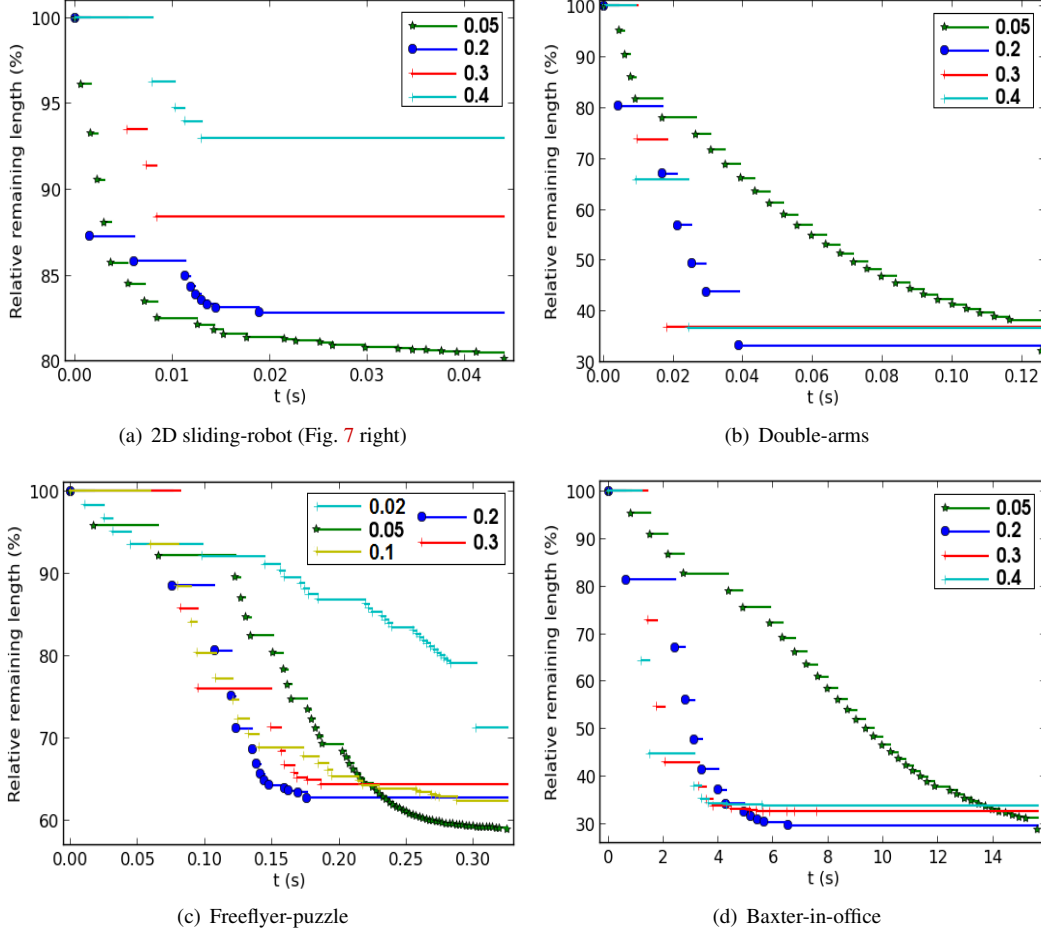 100
95
90
85
80
Relative remaining length (%)
0.05
0.2
0.3
0.4
0.00 0.01 0.02 0.03 0.04
t (s)
(a) 2D sliding-robot (Fig. 7 right)
100
90
80
70
60
50
40
30
Relative remaining length (%)
0.05
0.2
0.3
0.4
0.00 0.02 0.04 0.06 0.08 0.10 0.12
t (s)
(b) Double-arms
100
90
80
70
60
Relative remaining length (%)
0.02
0.05
0.1
0.2
0.3
0.00 0.05 0.10 0.15 0.20 0.25 0.30
t (s)
(c) Freeflyer-puzzle
100
90
80
70
60
50
40
30
Relative remaining length (%)
0.05
0.2
0.3
0.4
0 2 4 6 8 10 12 14
t (s)
(d) Baxter-in-office